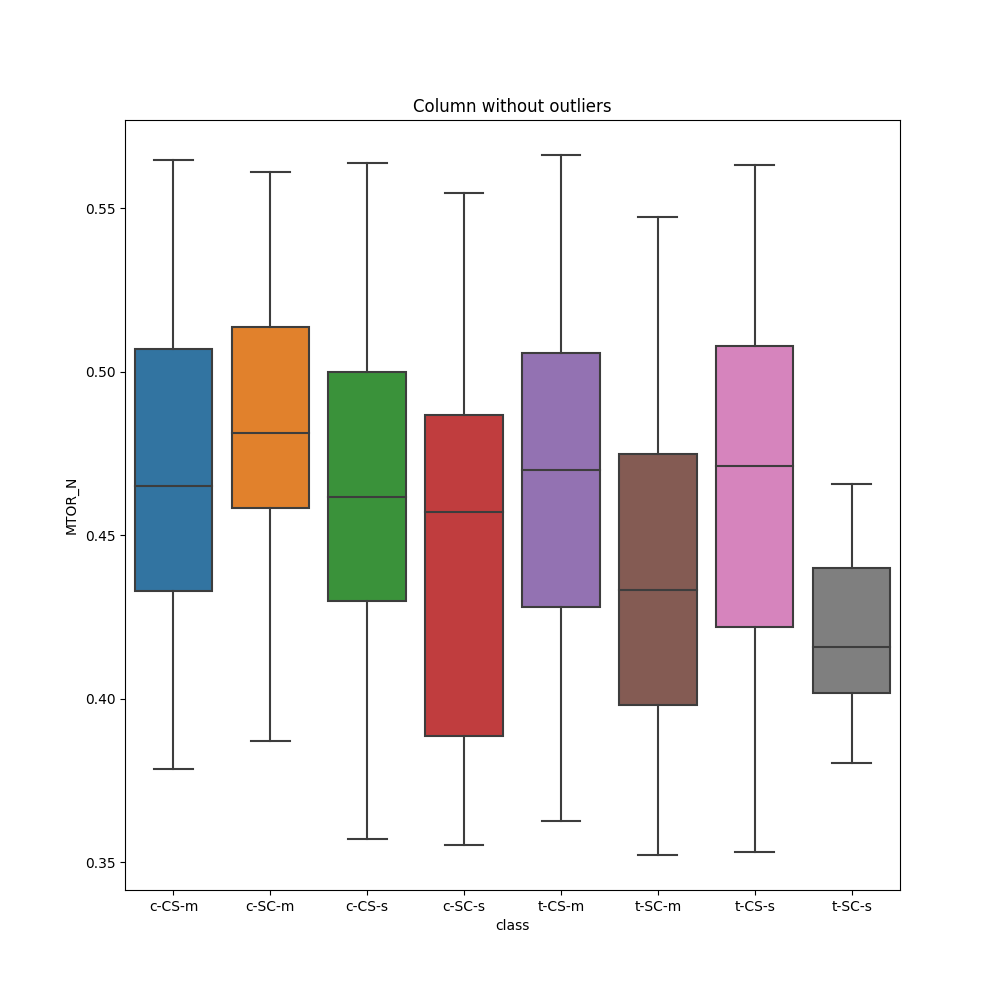 Column without outliers
MTOR_N
0.55
0.50
0.45
0.40
0.35
c-CS-m c-SC-m c-CS-s c-SC-s t-CS-m t-SC-m t-CS-s t-SC-s
class